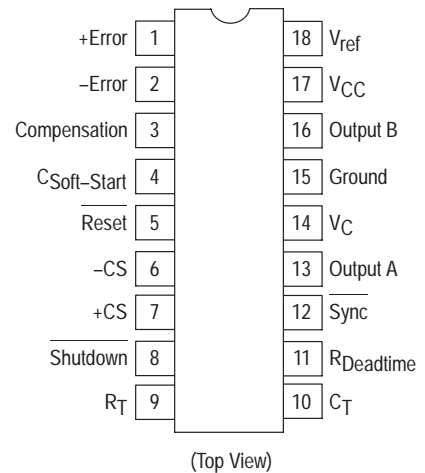 +Error 1 18 Vref
–Error 2 17 VCC
Compensation 3 16 Output B
CSoft–Start 4 15 Ground
Reset 5 14 VC
–CS 6 13 Output A
+CS 7 12 Sync
Shutdown 8 11 RDeadtime
RT 9 10 CT
(Top View)